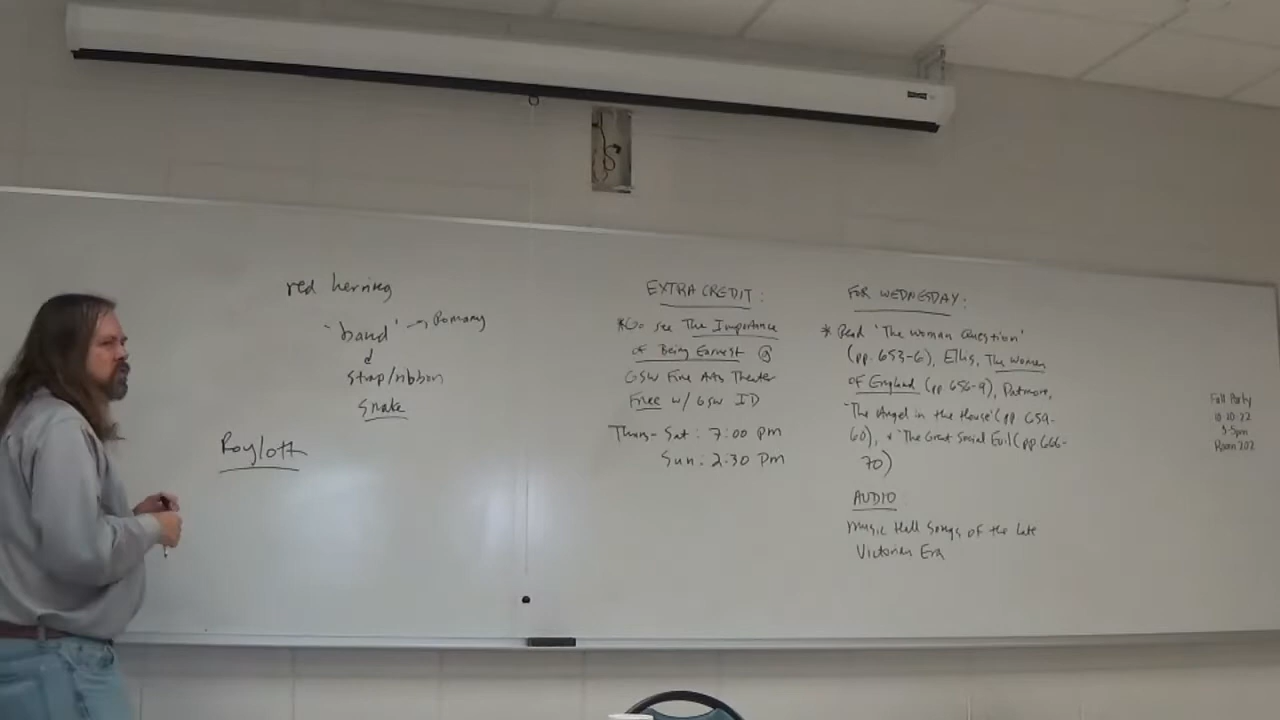 red herring
'band' → Romany
&
strap/ribbon
snake
Roylott
EXTRA CREDIT:
*Go see The Importance
of Being Earnest @
GSW Fine Arts Theater
Free w/ GSW ID
Thurs-Sat: 7:00 pm
Sun: 2:30 pm
FOR WEDNESDAY:
* Read 'The Woman Question'
(pp. 653-6), Ellis, The Women
of England (pp 656-9), Patmore,
'The Angel in the House' (pp 659-
60), + 'The Great Social Evil' (pp 666-
70)
AUDIO
Music Hall Songs of the Late
Victorian Era
Fall Party
10.20.22
3-5pm
Room 202